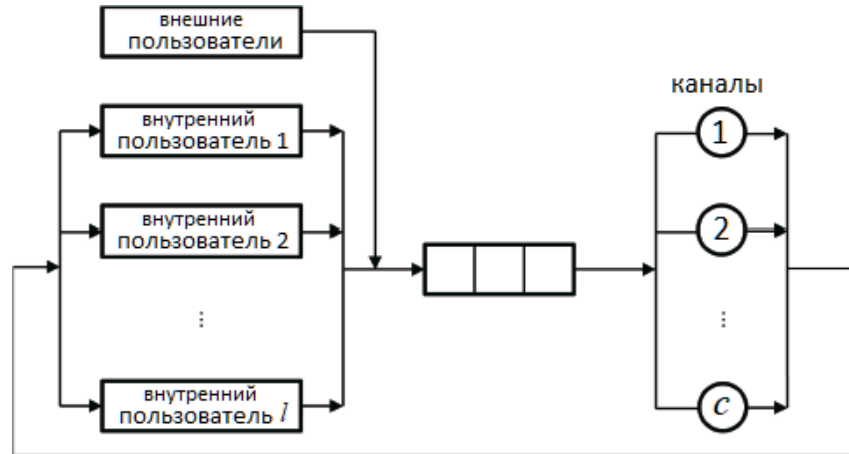 внешние
пользователи
внутренний
пользователь 1
внутренний
пользователь 2
⋮
внутренний
пользователь l
каналы
1
2
⋮
c